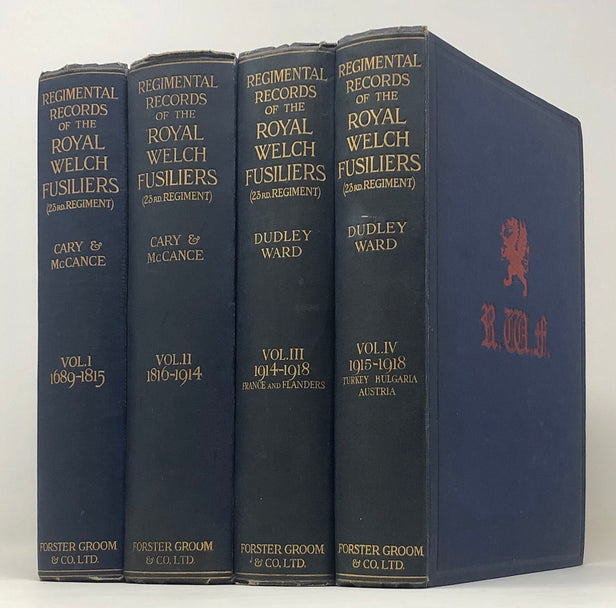 REGIMENTAL
RECORDS
OF THE
ROYAL
WELCH
FUSILIERS
(23RD. REGIMENT)
CARY &
McCANCE
VOL.I
1689-1815
FORSTER GROOM
& CO. LTD.
REGIMENTAL
RECORDS
OF THE
ROYAL
WELCH
FUSILIERS
(23RD. REGIMENT)
CARY &
McCANCE
VOL.II
1816-1914
FORSTER GROOM
& CO. LTD.
REGIMENTAL
RECORDS
OF THE
ROYAL
WELCH
FUSILIERS
(23RD. REGIMENT)
DUDLEY
WARD
VOL.III
1914-1918
FRANCE AND FLANDERS
FORSTER GROOM
& CO. LTD.
REGIMENTAL
RECORDS
OF THE
ROYAL
WELCH
FUSILIERS
(23RD. REGIMENT)
DUDLEY
WARD
VOL.IV
1915-1918
TURKEY BULGARIA
AUSTRIA
FORSTER GROOM
& CO. LTD.
R.W.F.